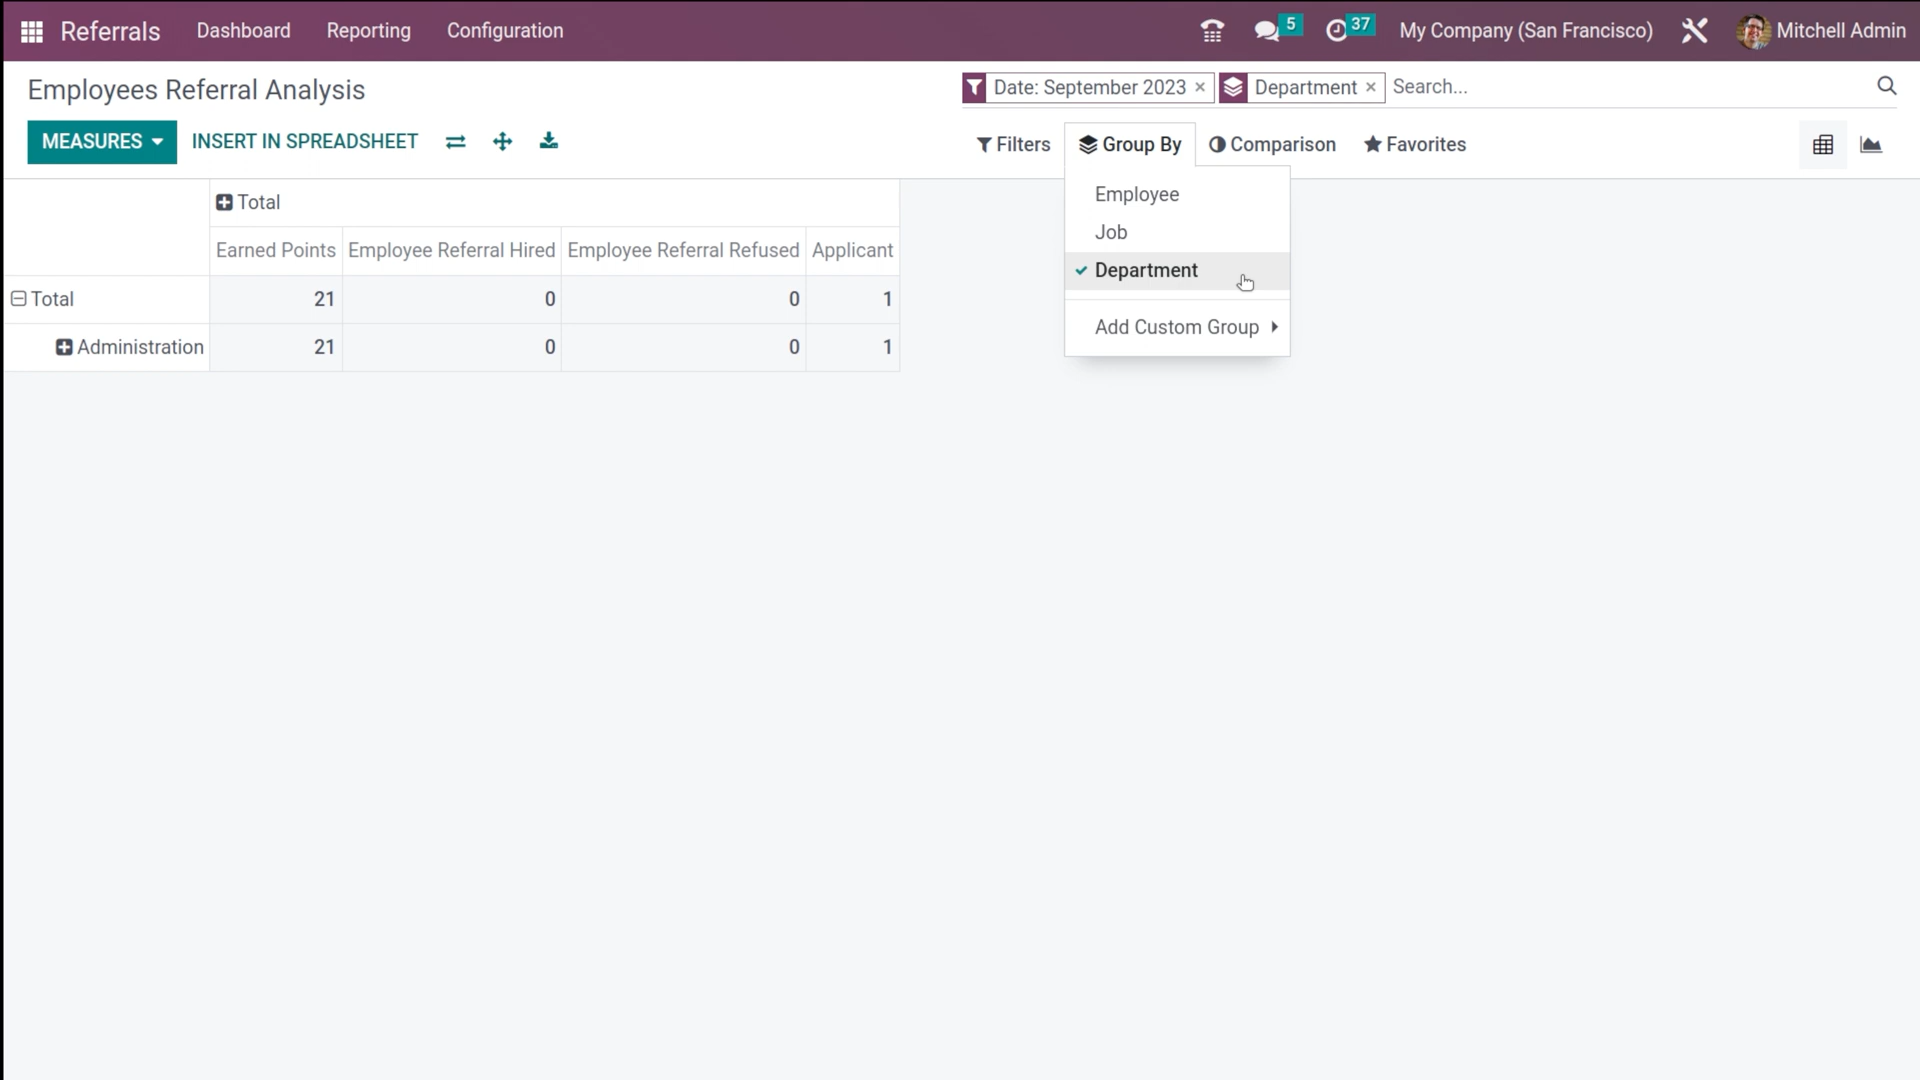 Referrals Dashboard Reporting Configuration 5 37 My Company (San Francisco) Mitchell Admin
Employees Referral Analysis
Date: September 2023 × Department × Search...
MEASURES INSERT IN SPREADSHEET
Filters Group By Comparison Favorites
Employee
Job
Department
Add Custom Group
Total
Earned Points Employee Referral Hired Employee Referral Refused Applicant
Total 21 0 0 1
Administration 21 0 0 1